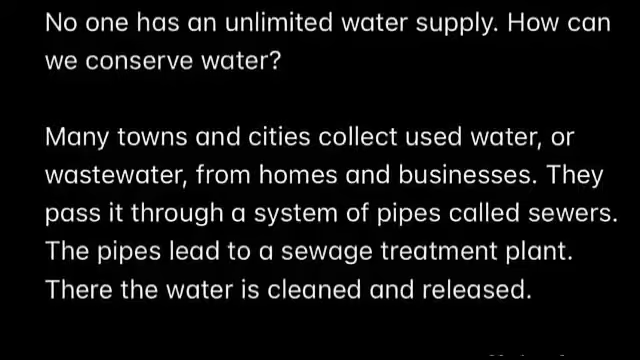 No one has an unlimited water supply. How can
we conserve water?
Many towns and cities collect used water, or
wastewater, from homes and businesses. They
pass it through a system of pipes called sewers.
The pipes lead to a sewage treatment plant.
There the water is cleaned and released.